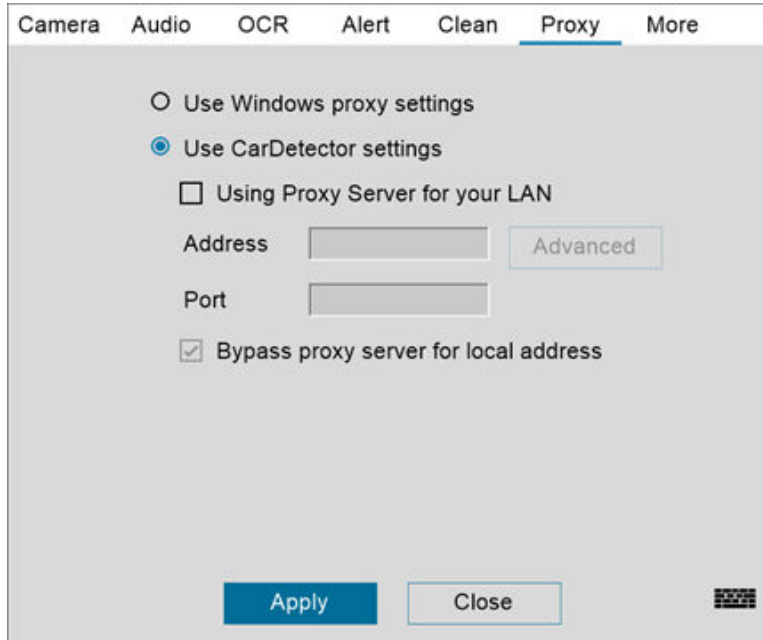 Camera Audio OCR Alert Clean Proxy More
Use Windows proxy settings
Use CarDetector settings
Using Proxy Server for your LAN
Address Advanced
Port
Bypass proxy server for local address
Apply Close